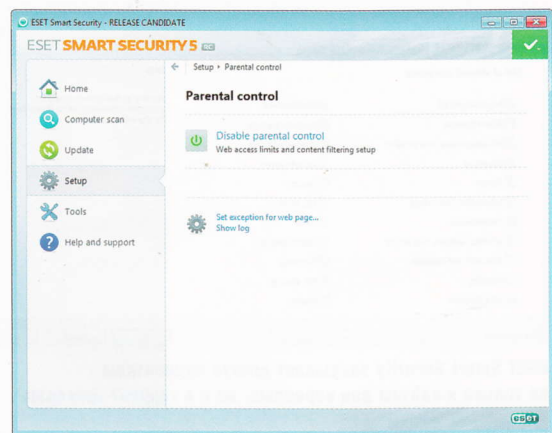 ESET Smart Security - RELEASE CANDIDATE
ESET SMART SECURITY 5 RC
Setup ▸ Parental control
Home
Computer scan
Update
Setup
Tools
Help and support
Parental control
Disable parental control
Web access limits and content filtering setup
Set exception for web page...
Show log
eset